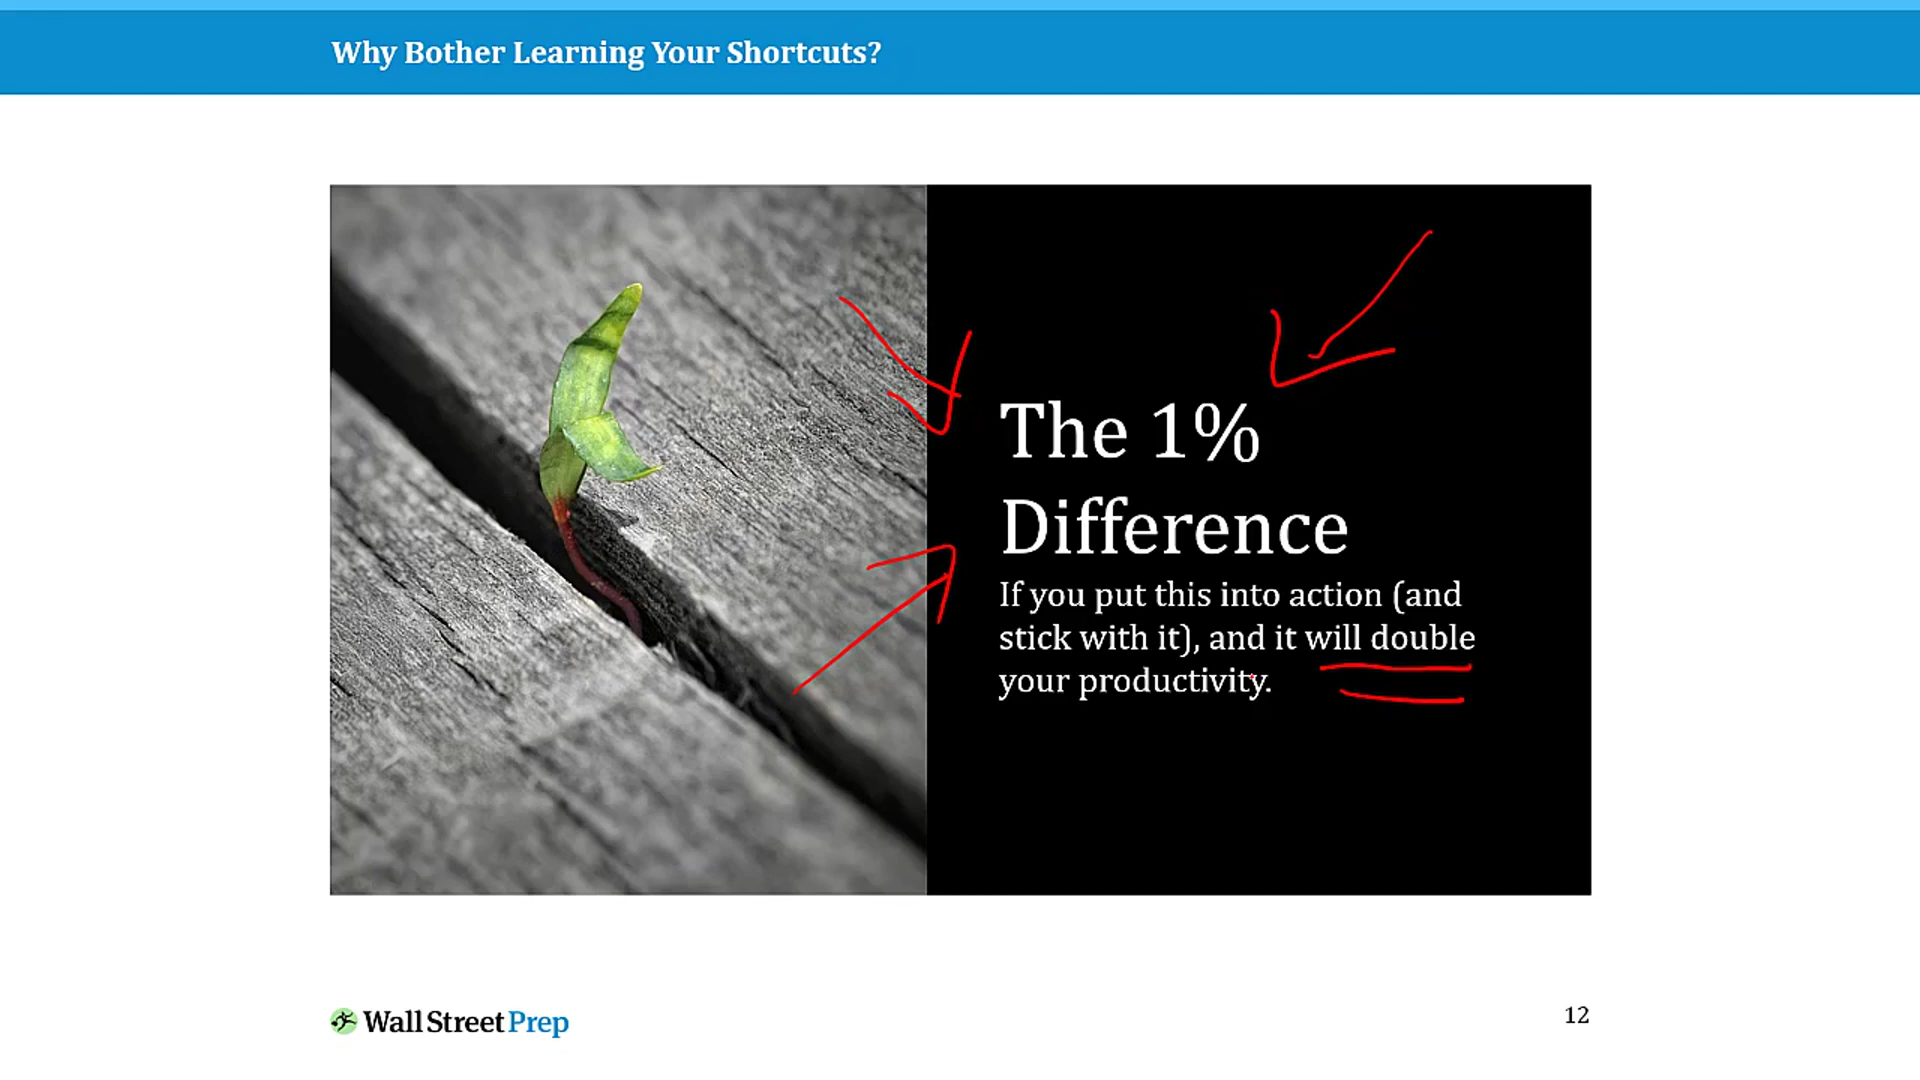 Why Bother Learning Your Shortcuts?
The 1%
Difference
If you put this into action (and
stick with it), and it will double
your productivity.
Wall Street Prep
12